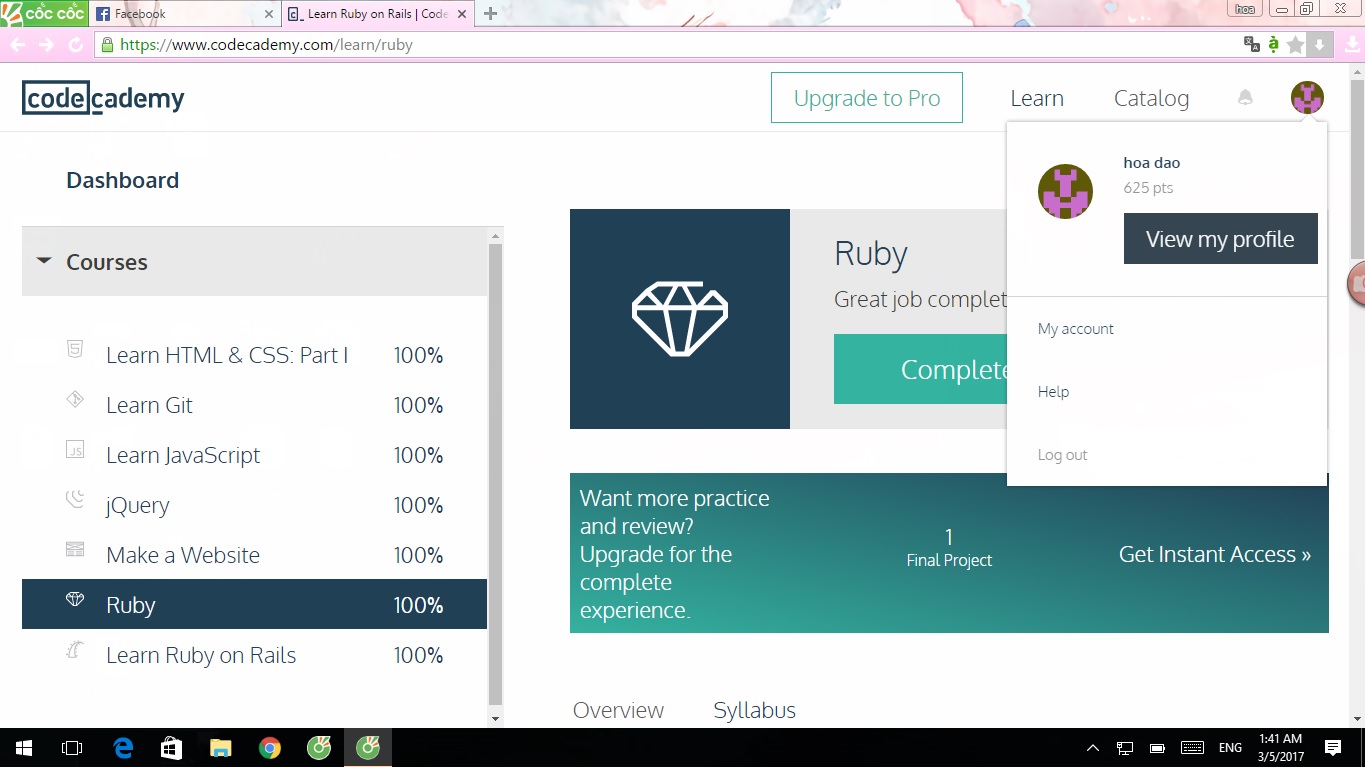 cốc cốc
Facebook
Learn Ruby on Rails | Code
hoa
https://www.codecademy.com/learn/ruby
codecademy
Upgrade to Pro
Learn
Catalog
hoa dao
625 pts
View my profile
My account
Help
Log out
Dashboard
Courses
Learn HTML & CSS: Part I 100%
Learn Git 100%
JS
Learn JavaScript 100%
jQuery 100%
Make a Website 100%
Ruby 100%
Learn Ruby on Rails 100%
Ruby
Great job complet
Complete
Want more practice
and review?
Upgrade for the
complete
experience.
1
Final Project
Get Instant Access »
Overview
Syllabus
ENG
1:41 AM
3/5/2017